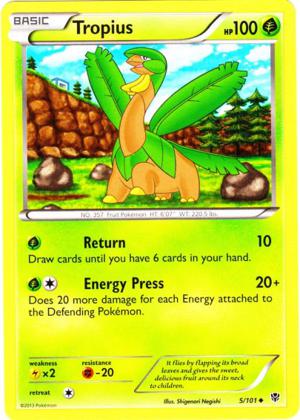 BASIC
Tropius HP100
NO. 357 Fruit Pokémon HT: 6'07" WT: 220.5 lbs.
Return 10
Draw cards until you have 6 cards in your hand.
Energy Press 20+
Does 20 more damage for each Energy attached to
the Defending Pokémon.
weakness resistance
×2 -20
retreat
It flies by flapping its broad
leaves and gives the sweet,
delicious fruit around its neck
to children.
©2013 Pokémon Illus. Shigenori Negishi 5/101